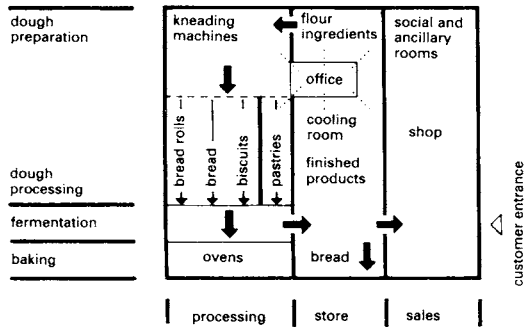 dough
preparation
kneading
machines
flour
ingredients
social and
ancillary
rooms
office
cooling
room
finished
products
shop
bread rolls
bread
biscuits
pastries
dough
processing
fermentation
baking
ovens
bread
customer entrance
processing
store
sales